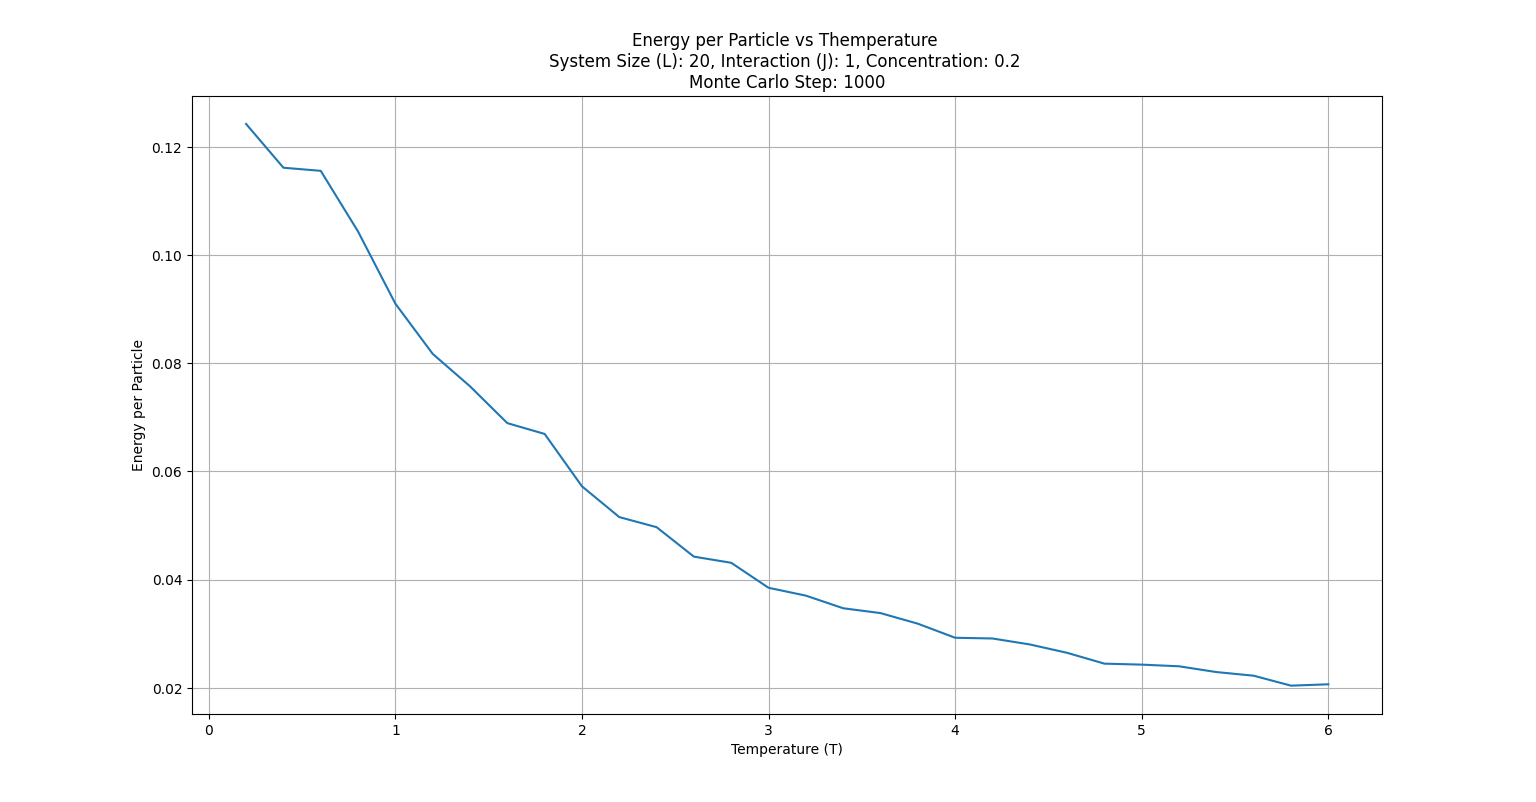 Energy per Particle vs Themperature
System Size (L): 20, Interaction (J): 1, Concentration: 0.2
Monte Carlo Step: 1000
0.12
0.10
0.08
0.06
0.04
0.02
Energy per Particle
0 1 2 3 4 5 6
Temperature (T)